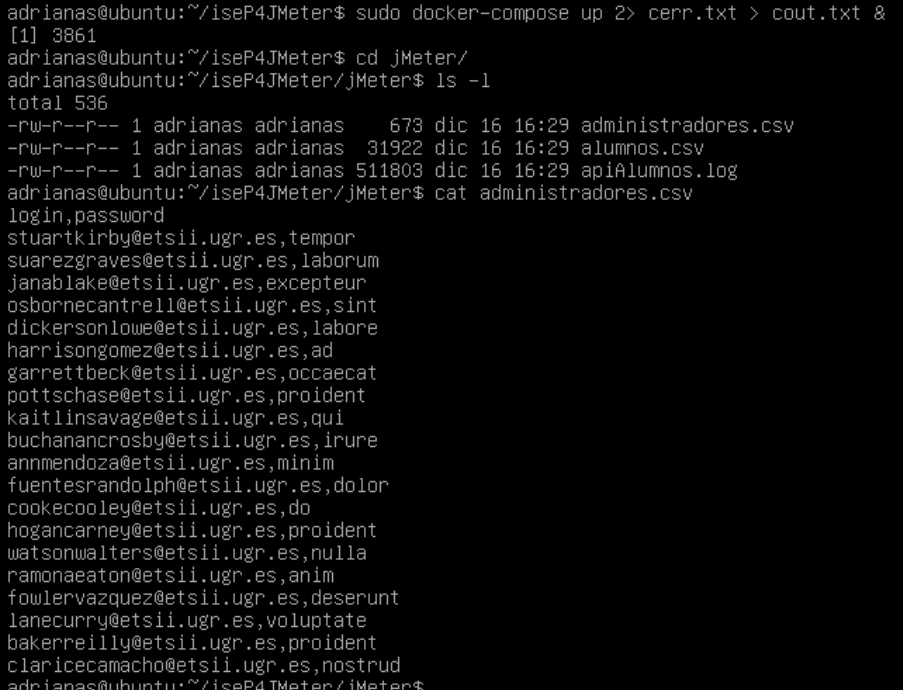 adrianas@ubuntu:~/iseP4JMeter$ sudo docker-compose up 2> cerr.txt > cout.txt &
[1] 3861
adrianas@ubuntu:~/iseP4JMeter$ cd jMeter/
adrianas@ubuntu:~/iseP4JMeter/jMeter$ ls -l
total 536
-rw-r--r-- 1 adrianas adrianas    673 dic 16 16:29 administradores.csv
-rw-r--r-- 1 adrianas adrianas  31922 dic 16 16:29 alumnos.csv
-rw-r--r-- 1 adrianas adrianas 511803 dic 16 16:29 apiAlumnos.log
adrianas@ubuntu:~/iseP4JMeter/jMeter$ cat administradores.csv
login,password
stuartkirby@etsii.ugr.es,tempor
suarezgraves@etsii.ugr.es,laborum
janablake@etsii.ugr.es,excepteur
osbornecantrell@etsii.ugr.es,sint
dickersonlowe@etsii.ugr.es,labore
harrisongomez@etsii.ugr.es,ad
garrettbeck@etsii.ugr.es,occaecat
pottschase@etsii.ugr.es,proident
kaitlinsavage@etsii.ugr.es,qui
buchanancrosby@etsii.ugr.es,irure
annmendoza@etsii.ugr.es,minim
fuentesrandolph@etsii.ugr.es,dolor
cookecooley@etsii.ugr.es,do
hogancarney@etsii.ugr.es,proident
watsonwalters@etsii.ugr.es,nulla
ramonaeaton@etsii.ugr.es,anim
fowlervazquez@etsii.ugr.es,deserunt
lanecurry@etsii.ugr.es,voluptate
bakerreilly@etsii.ugr.es,proident
claricecamacho@etsii.ugr.es,nostrud
adrianas@ubuntu:~/iseP4JMeter/jMeter$